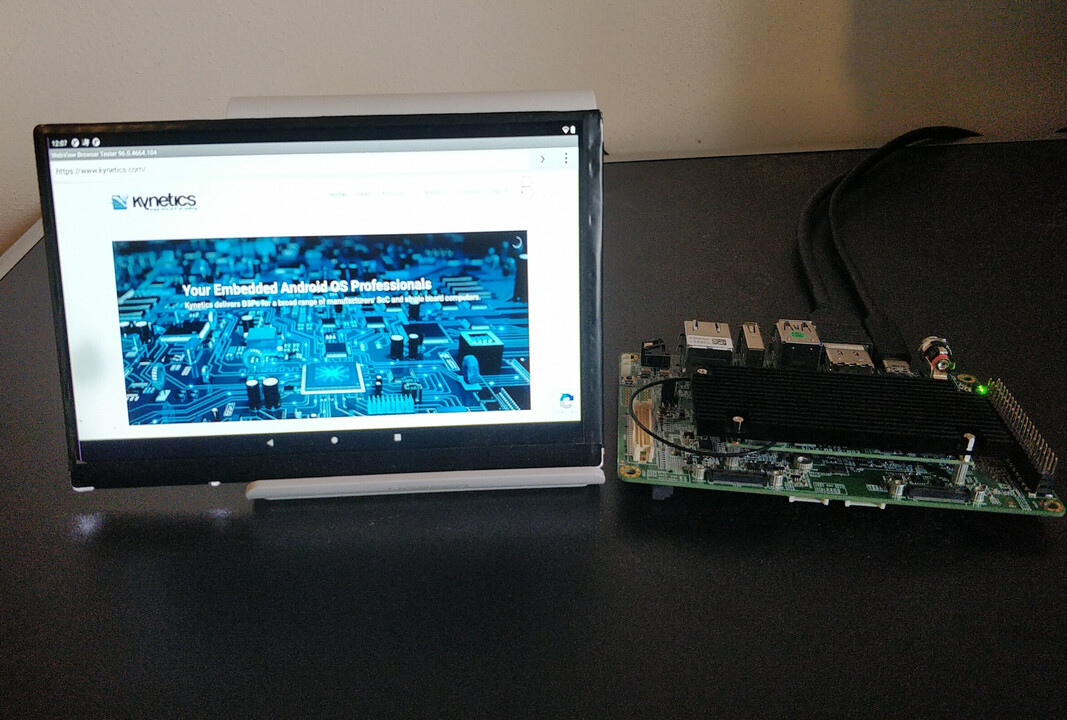 12:07
WebView Browser Tester 96.0.4664.104
https://www.kynetics.com/
kynetics
Your Embedded Android OS Professionals
Kynetics delivers BSPs for a broad range of manufacturers' SoC and single board computers.